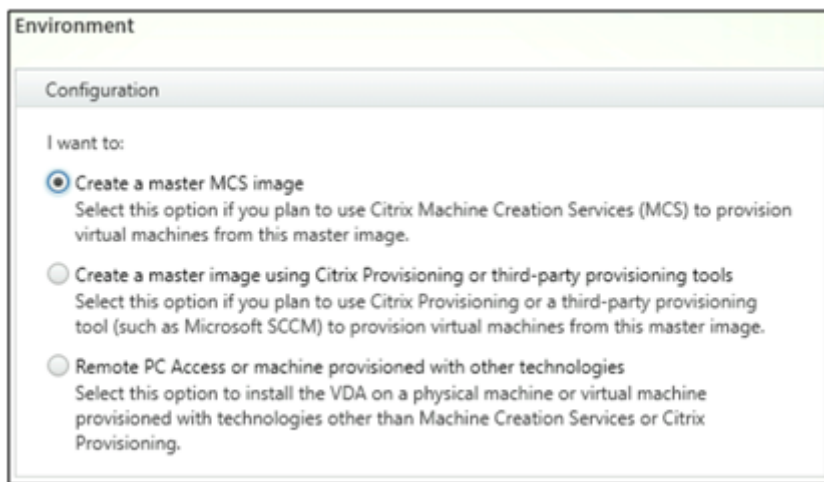 Environment
Configuration
I want to:
Create a master MCS image
Select this option if you plan to use Citrix Machine Creation Services (MCS) to provision
virtual machines from this master image.
Create a master image using Citrix Provisioning or third-party provisioning tools
Select this option if you plan to use Citrix Provisioning or a third-party provisioning
tool (such as Microsoft SCCM) to provision virtual machines from this master image.
Remote PC Access or machine provisioned with other technologies
Select this option to install the VDA on a physical machine or virtual machine
provisioned with technologies other than Machine Creation Services or Citrix
Provisioning.